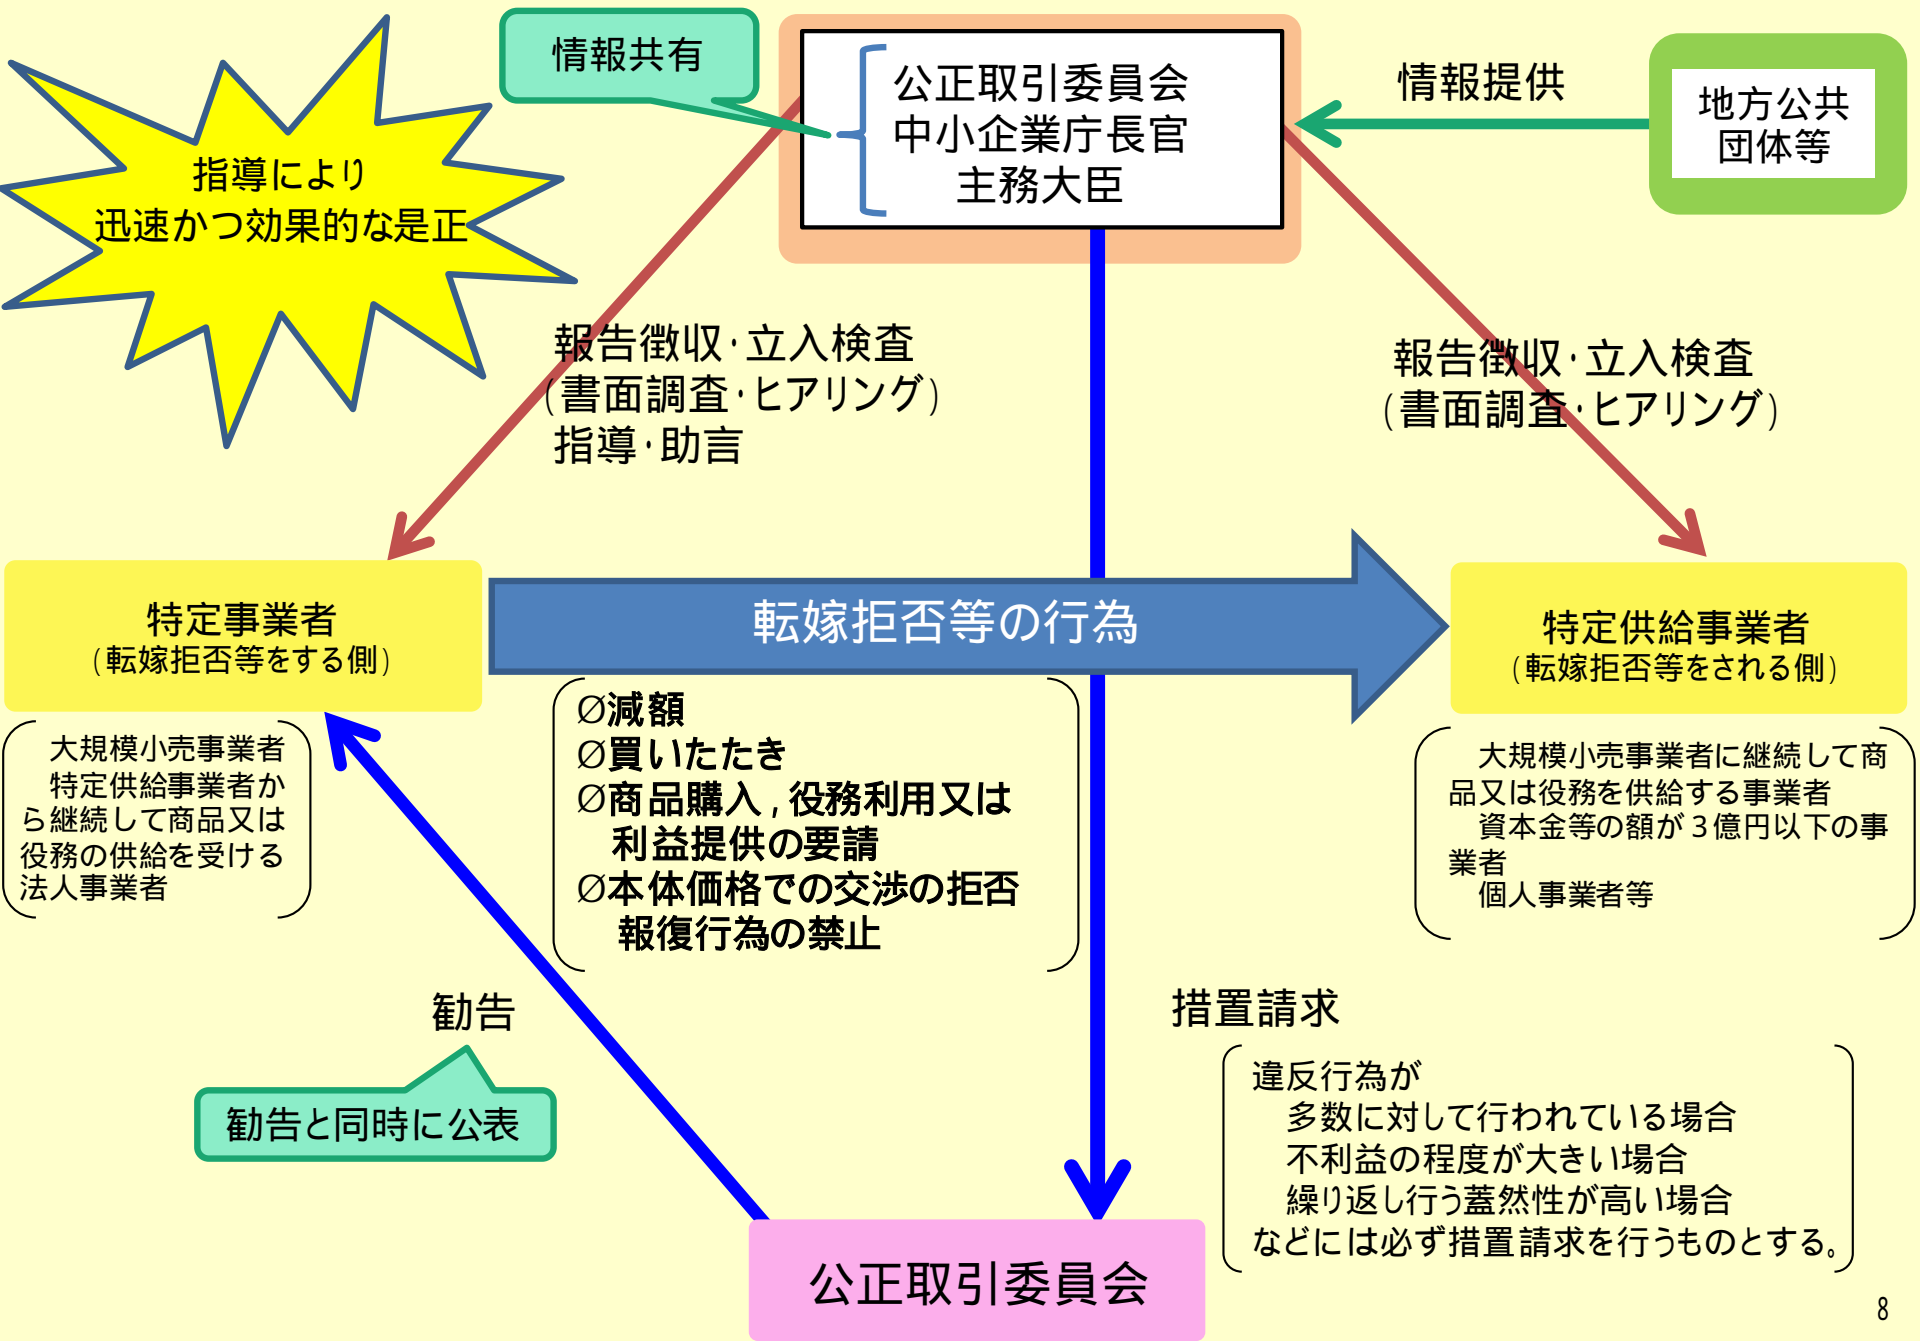 情報共有
公正取引委員会
中小企業庁長官
主務大臣
情報提供
地方公共
団体等
指導により
迅速かつ効果的な是正
報告徴収・立入検査
(書面調査・ヒアリング)
指導・助言
報告徴収・立入検査
(書面調査・ヒアリング)
特定事業者
(転嫁拒否等をする側)
転嫁拒否等の行為
特定供給事業者
(転嫁拒否等をされる側)
大規模小売事業者
特定供給事業者か
ら継続して商品又は
役務の供給を受ける
法人事業者
Ø減額
Ø買いたたき
Ø商品購入,役務利用又は
利益提供の要請
Ø本体価格での交渉の拒否
報復行為の禁止
大規模小売事業者に継続して商
品又は役務を供給する事業者
資本金等の額が3億円以下の事
業者
個人事業者等
勧告
勧告と同時に公表
措置請求
違反行為が
多数に対して行われている場合
不利益の程度が大きい場合
繰り返し行う蓋然性が高い場合
などには必ず措置請求を行うものとする。
公正取引委員会
8